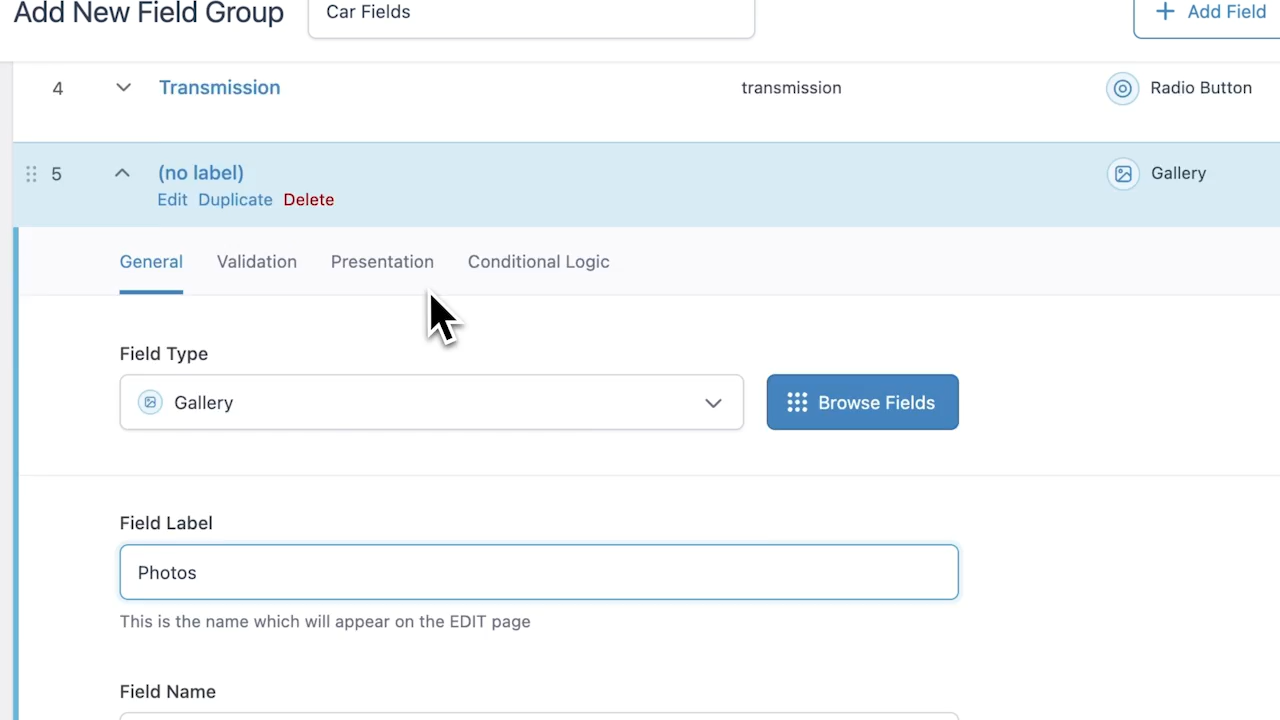 Add New Field Group
Car Fields
+ Add Field
4 Transmission transmission Radio Button
5 (no label) Gallery
Edit Duplicate Delete
General Validation Presentation Conditional Logic
Field Type
Gallery
Browse Fields
Field Label
Photos
This is the name which will appear on the EDIT page
Field Name